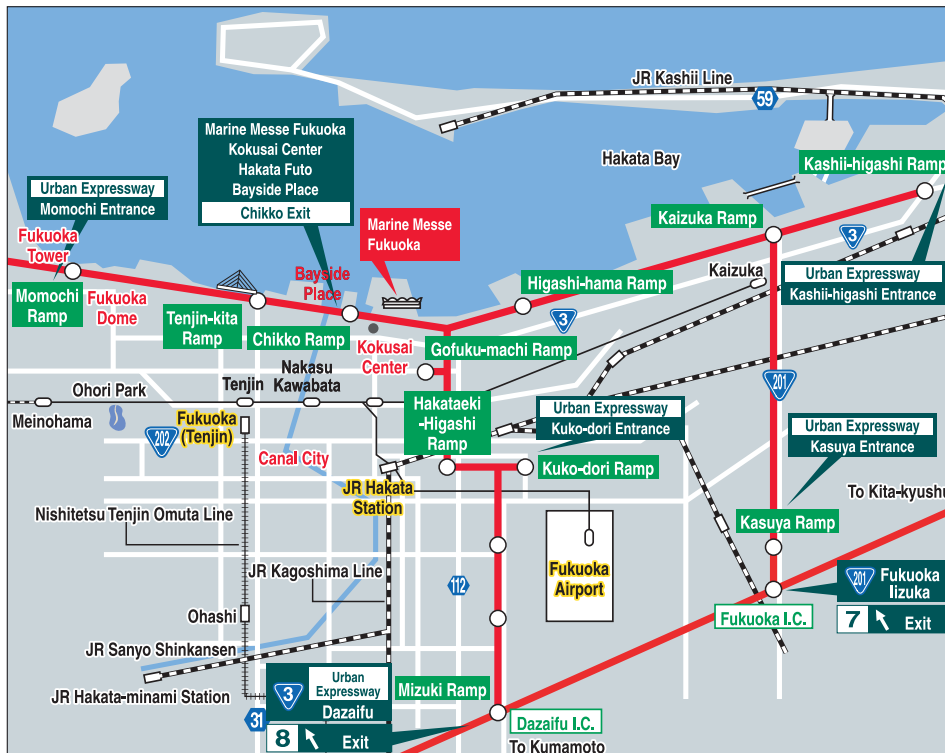 JR Kashii Line
59
Marine Messe Fukuoka
Kokusai Center
Hakata Futo
Bayside Place
Chikko Exit
Hakata Bay
Kashii-higashi Ramp
Urban Expressway
Momochi Entrance
Marine Messe
Fukuoka
Kaizuka Ramp
3
Fukuoka
Tower
Bayside
Place
Kaizuka
Urban Expressway
Kashii-higashi Entrance
Momochi
Ramp
Fukuoka
Dome
Higashi-hama Ramp
Tenjin-kita
Ramp
Chikko Ramp
3
Kokusai
Center
Gofuku-machi Ramp
Nakasu
Kawabata
Ohori Park
Tenjin
201
Meinohama
Hakataeki
-Higashi
Ramp
Urban Expressway
Kuko-dori Entrance
Fukuoka
(Tenjin)
202
Urban Expressway
Kasuya Entrance
Canal City
Kuko-dori Ramp
JR Hakata
Station
To Kita-kyushu
Nishitetsu Tenjin Omuta Line
Kasuya Ramp
JR Kagoshima Line
112
Fukuoka
Airport
201
Fukuoka
Iizuka
Ohashi
Fukuoka I.C.
7
Exit
JR Sanyo Shinkansen
JR Hakata-minami Station
3
Urban
Expressway
Dazaifu
Mizuki Ramp
31
8
Exit
Dazaifu I.C.
To Kumamoto